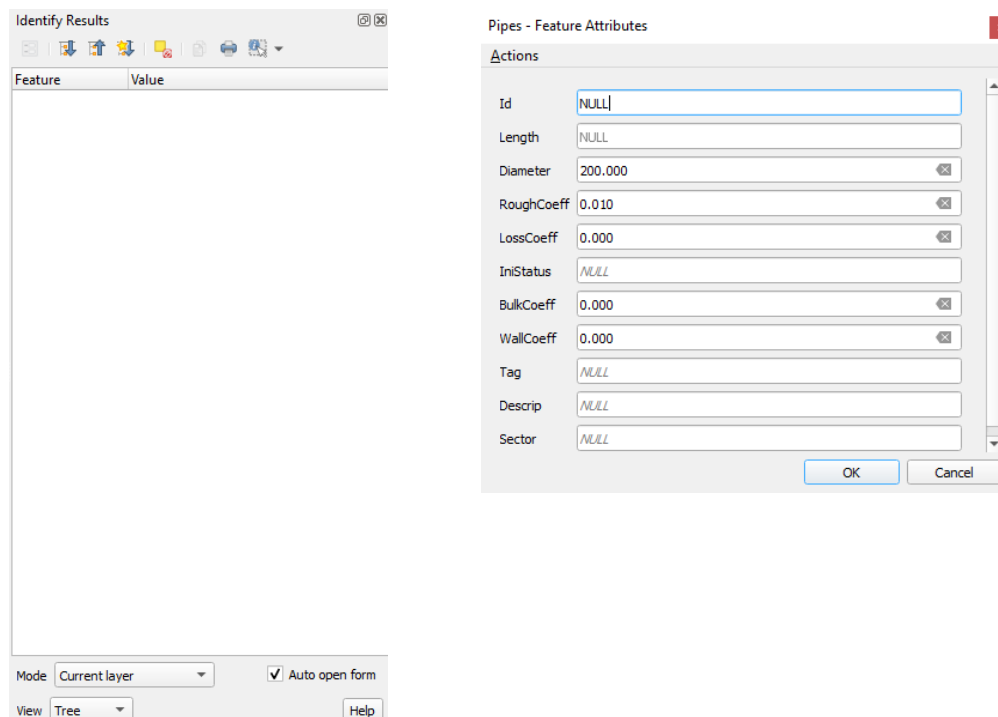 Identify Results
Feature Value
Mode Current layer Auto open form
View Tree Help
Pipes - Feature Attributes
Actions
Id NULL
Length NULL
Diameter 200.000
RoughCoeff 0.010
LossCoeff 0.000
IniStatus NULL
BulkCoeff 0.000
WallCoeff 0.000
Tag NULL
Descrip NULL
Sector NULL
OK Cancel